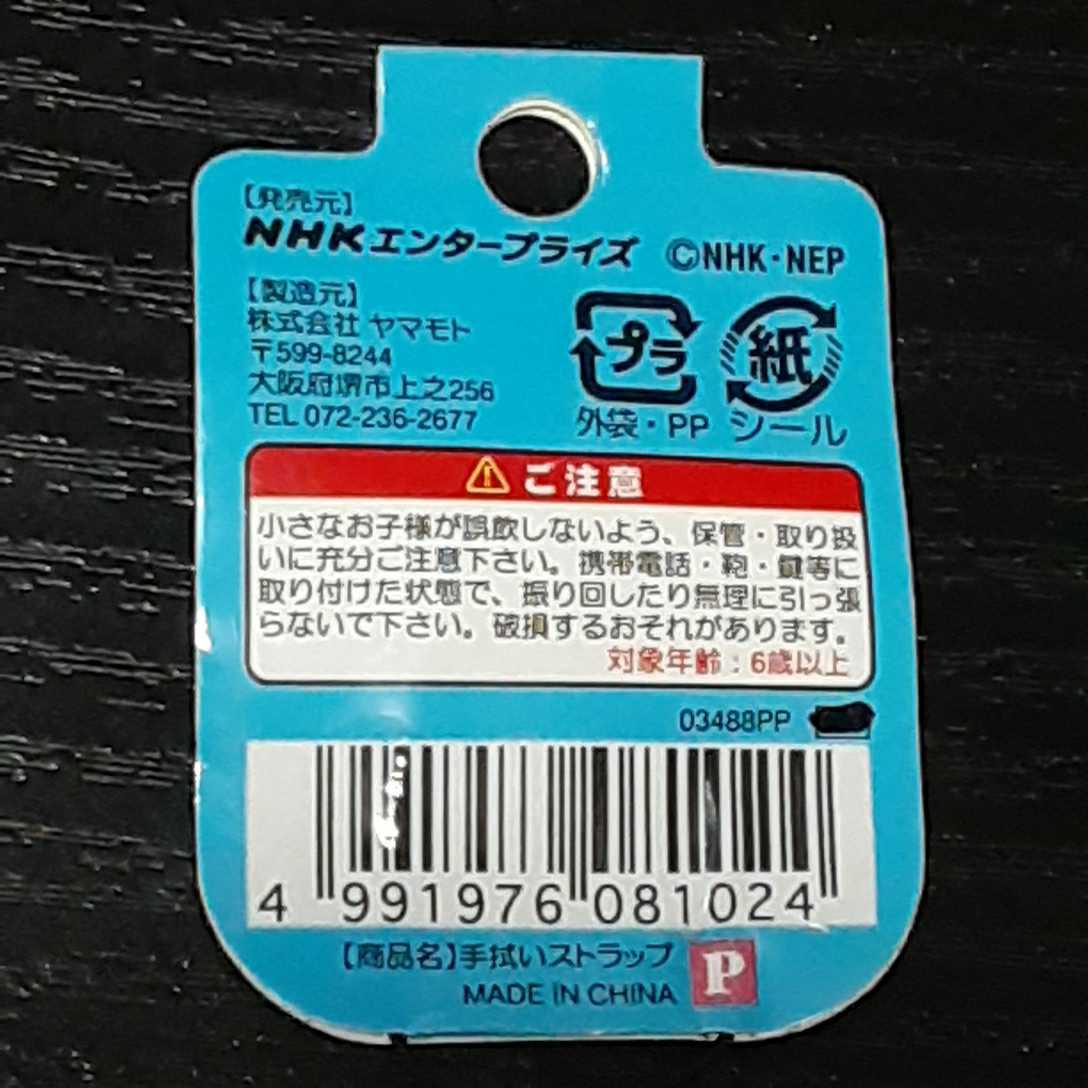 【発売元】
NHKエンタープライズ ©NHK・NEP
【製造元】
株式会社 ヤマモト
〒599-8244
大阪府堺市上之256
TEL 072-236-2677
プラ 紙
外袋・PP シール
ご注意
小さなお子様が誤飲しないよう、保管・取り扱
いに充分ご注意下さい。携帯電話・鞄・鍵等に
取り付けた状態で、振り回したり無理に引っ張
らないで下さい。破損するおそれがあります。
対象年齢：6歳以上
03488PP
4 991976 081024
【商品名】手拭いストラップ
MADE IN CHINA P